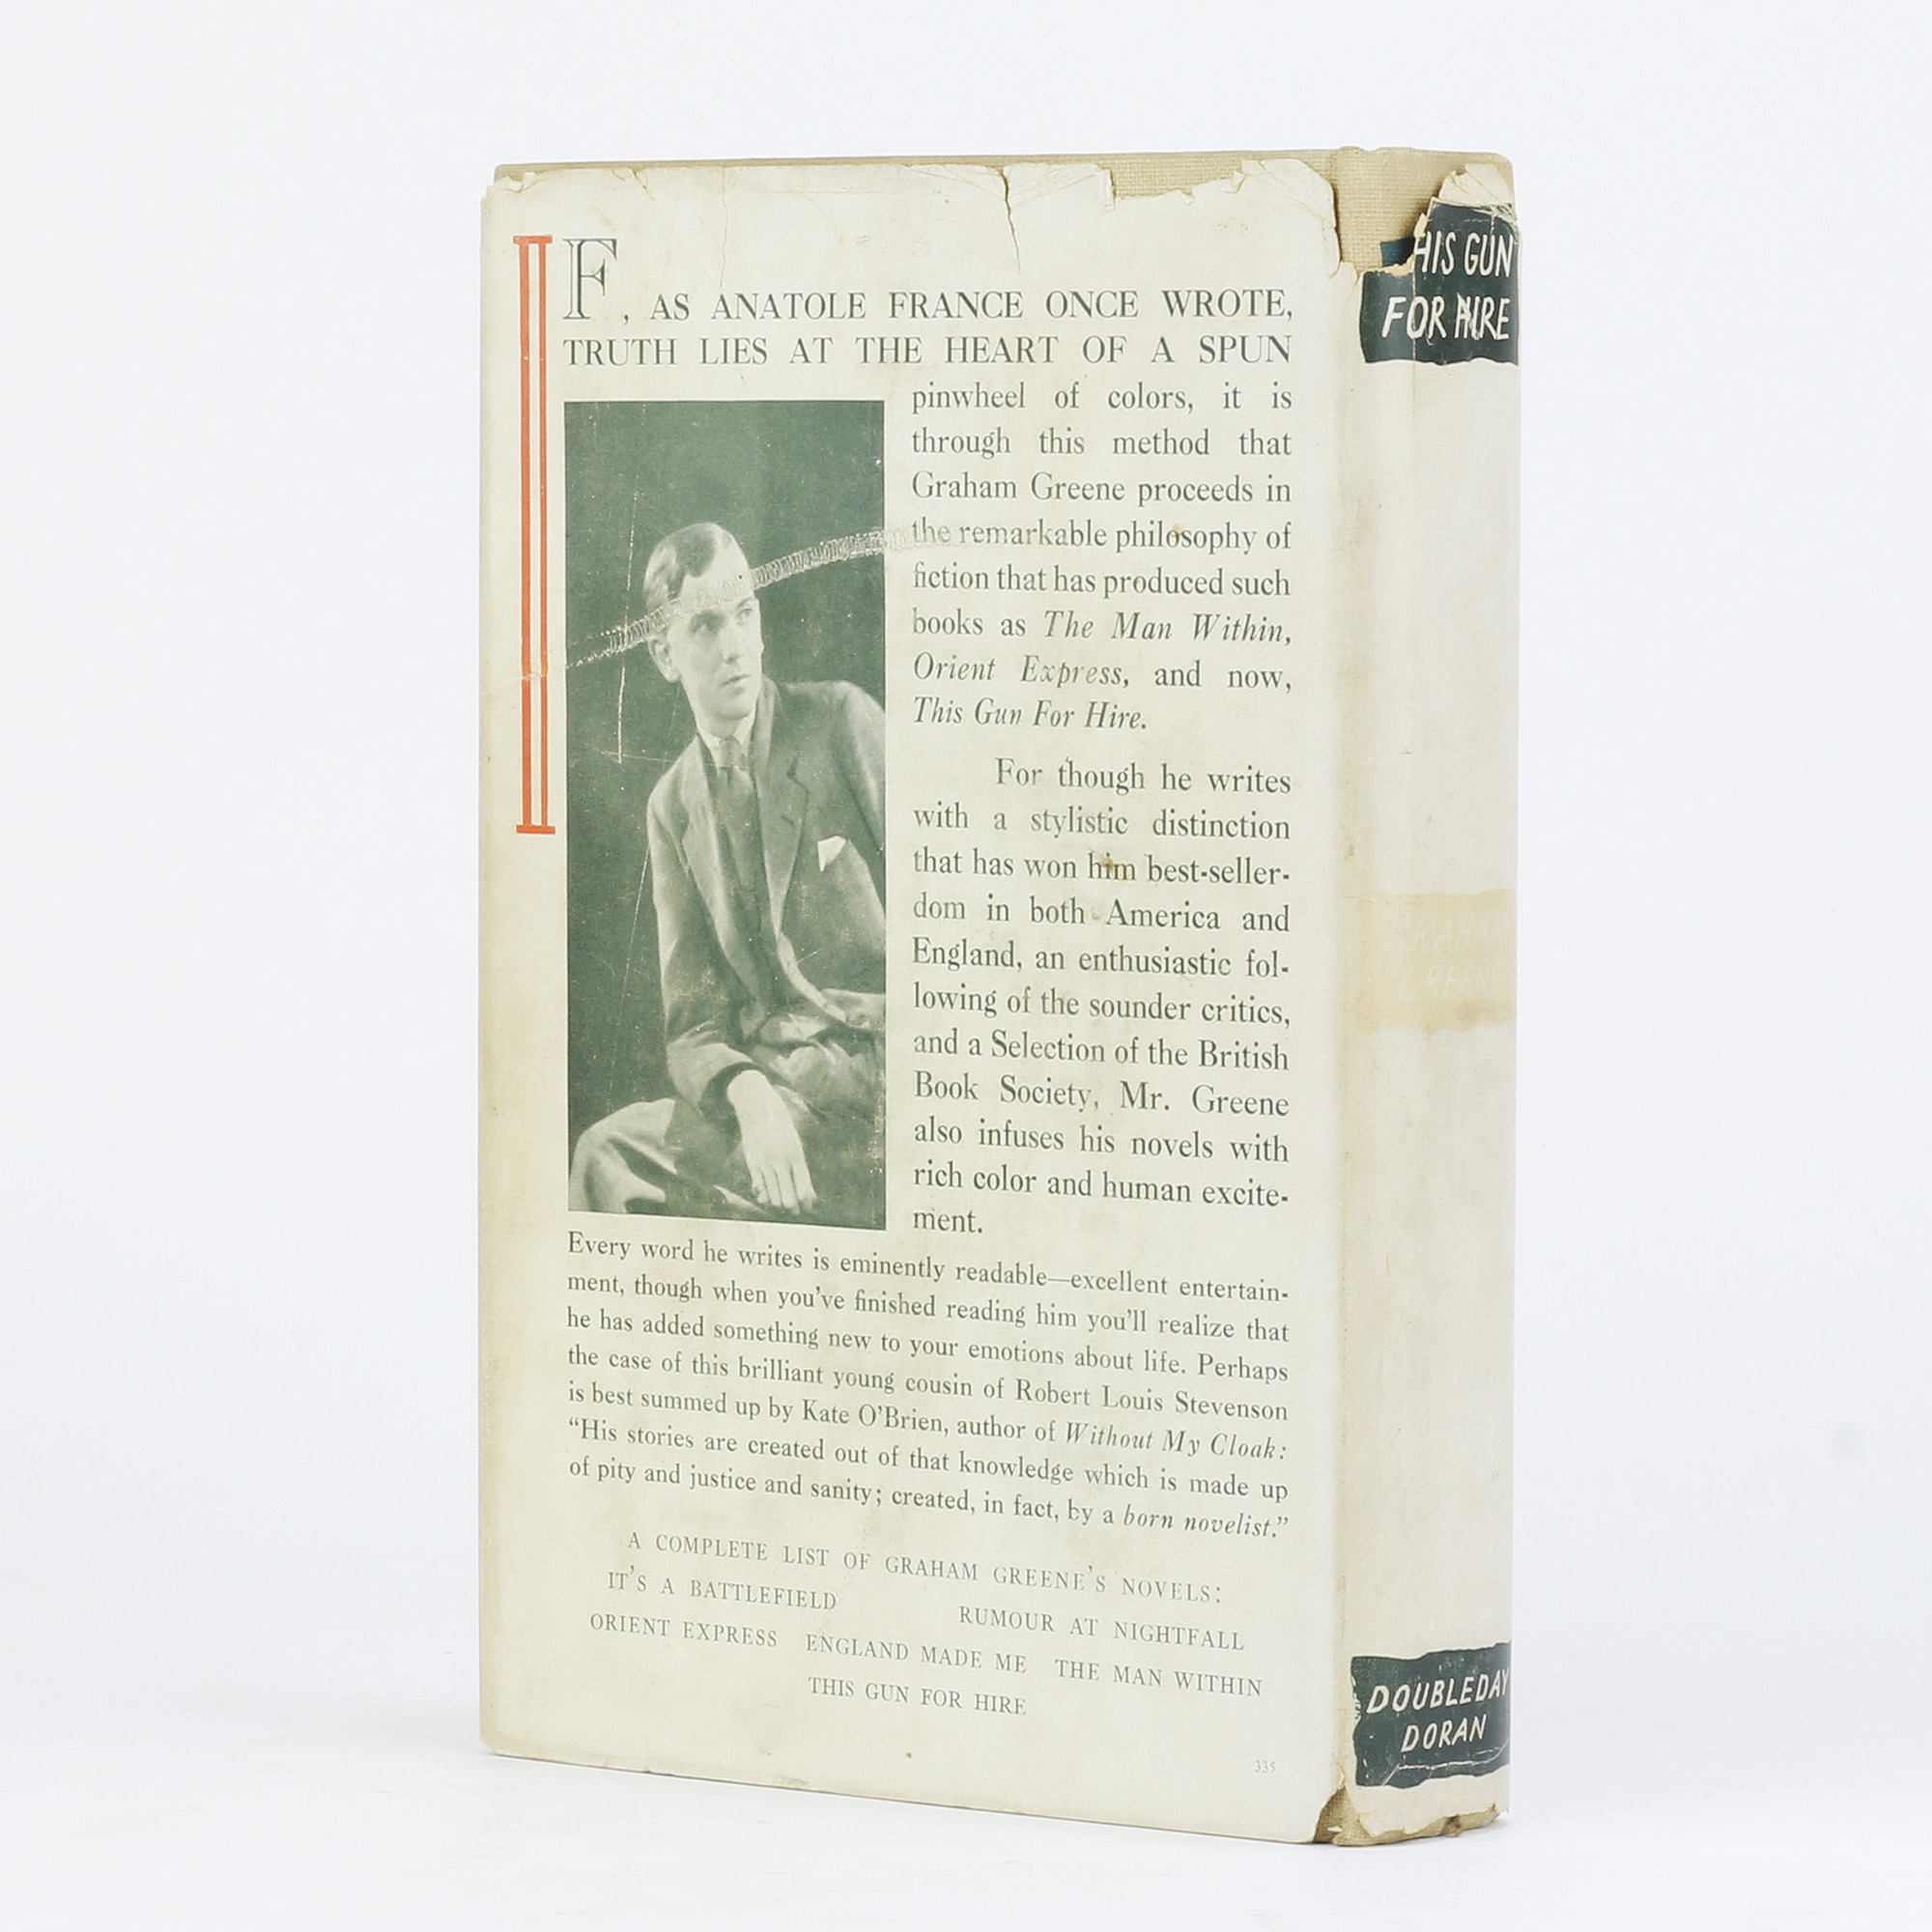 IF, AS ANATOLE FRANCE ONCE WROTE,
TRUTH LIES AT THE HEART OF A SPUN
pinwheel of colors, it is
through this method that
Graham Greene proceeds in
the remarkable philosophy of
fiction that has produced such
books as The Man Within,
Orient Express, and now,
This Gun For Hire.
For though he writes
with a stylistic distinction
that has won him best-seller-
dom in both America and
England, an enthusiastic fol-
lowing of the sounder critics,
and a Selection of the British
Book Society, Mr. Greene
also infuses his novels with
rich color and human excite-
ment.
Every word he writes is eminently readable—excellent entertain-
ment, though when you've finished reading him you'll realize that
he has added something new to your emotions about life. Perhaps
the case of this brilliant young cousin of Robert Louis Stevenson
is best summed up by Kate O'Brien, author of Without My Cloak:
“His stories are created out of that knowledge which is made up
of pity and justice and sanity; created, in fact, by a born novelist.”
A COMPLETE LIST OF GRAHAM GREENE'S NOVELS:
IT'S A BATTLEFIELD RUMOUR AT NIGHTFALL
ORIENT EXPRESS ENGLAND MADE ME THE MAN WITHIN
THIS GUN FOR HIRE
335
HIS GUN
FOR HIRE
GRAHAM
GREENE
DOUBLEDAY
DORAN